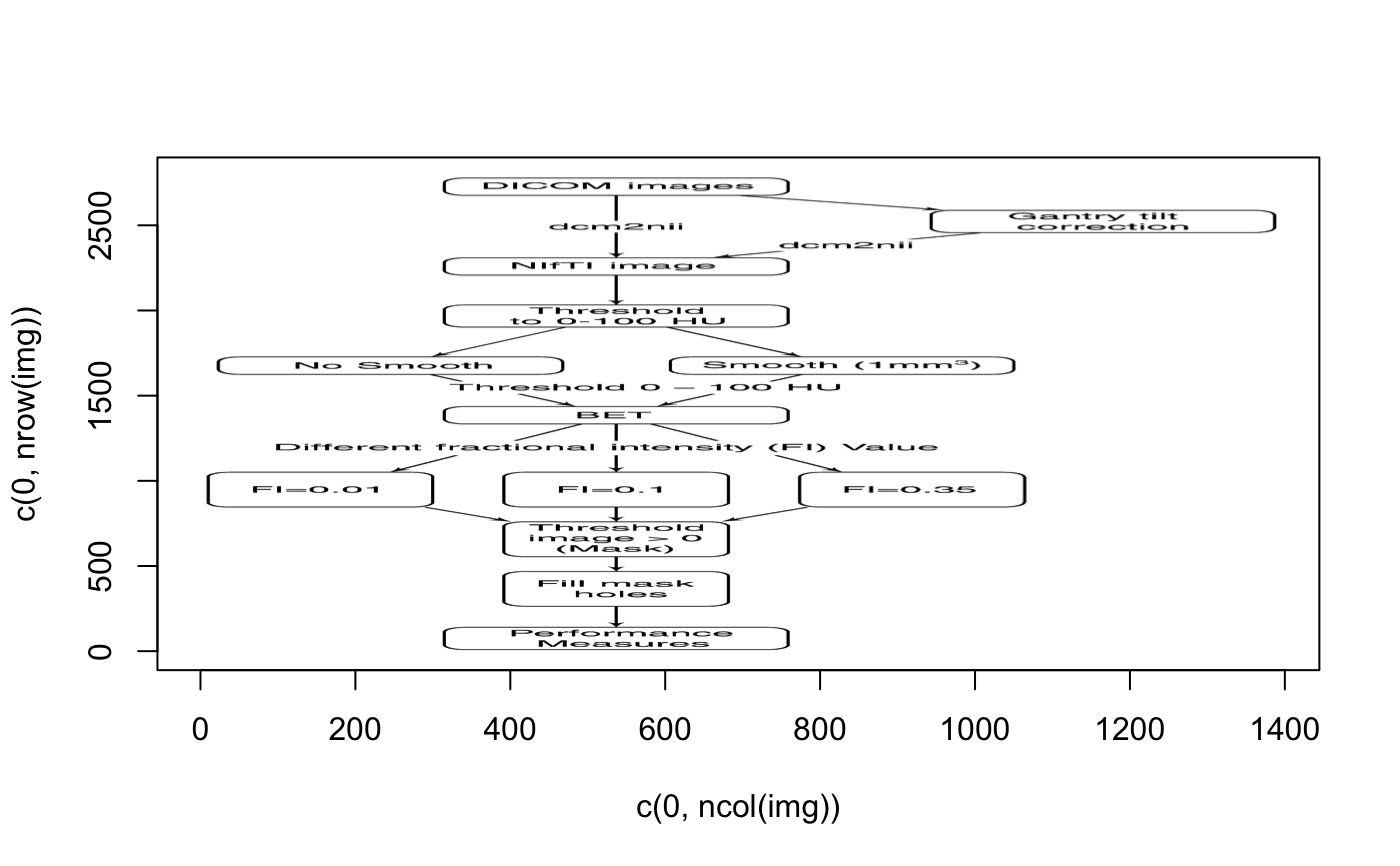 DICOM images
Gantry tilt
correction
dcm2nii
dcm2nii
NIfTI image
Threshold
to 0-100 HU
No Smooth
Smooth (1mm³)
Threshold 0 – 100 HU
BET
Different fractional intensity (FI) Value
FI=0.01
FI=0.1
FI=0.35
Threshold
image > 0
(Mask)
Fill mask
holes
Performance
Measures
c(0, nrow(img))
2500
1500
500
0
0 200 400 600 800 1000 1200 1400
c(0, ncol(img))